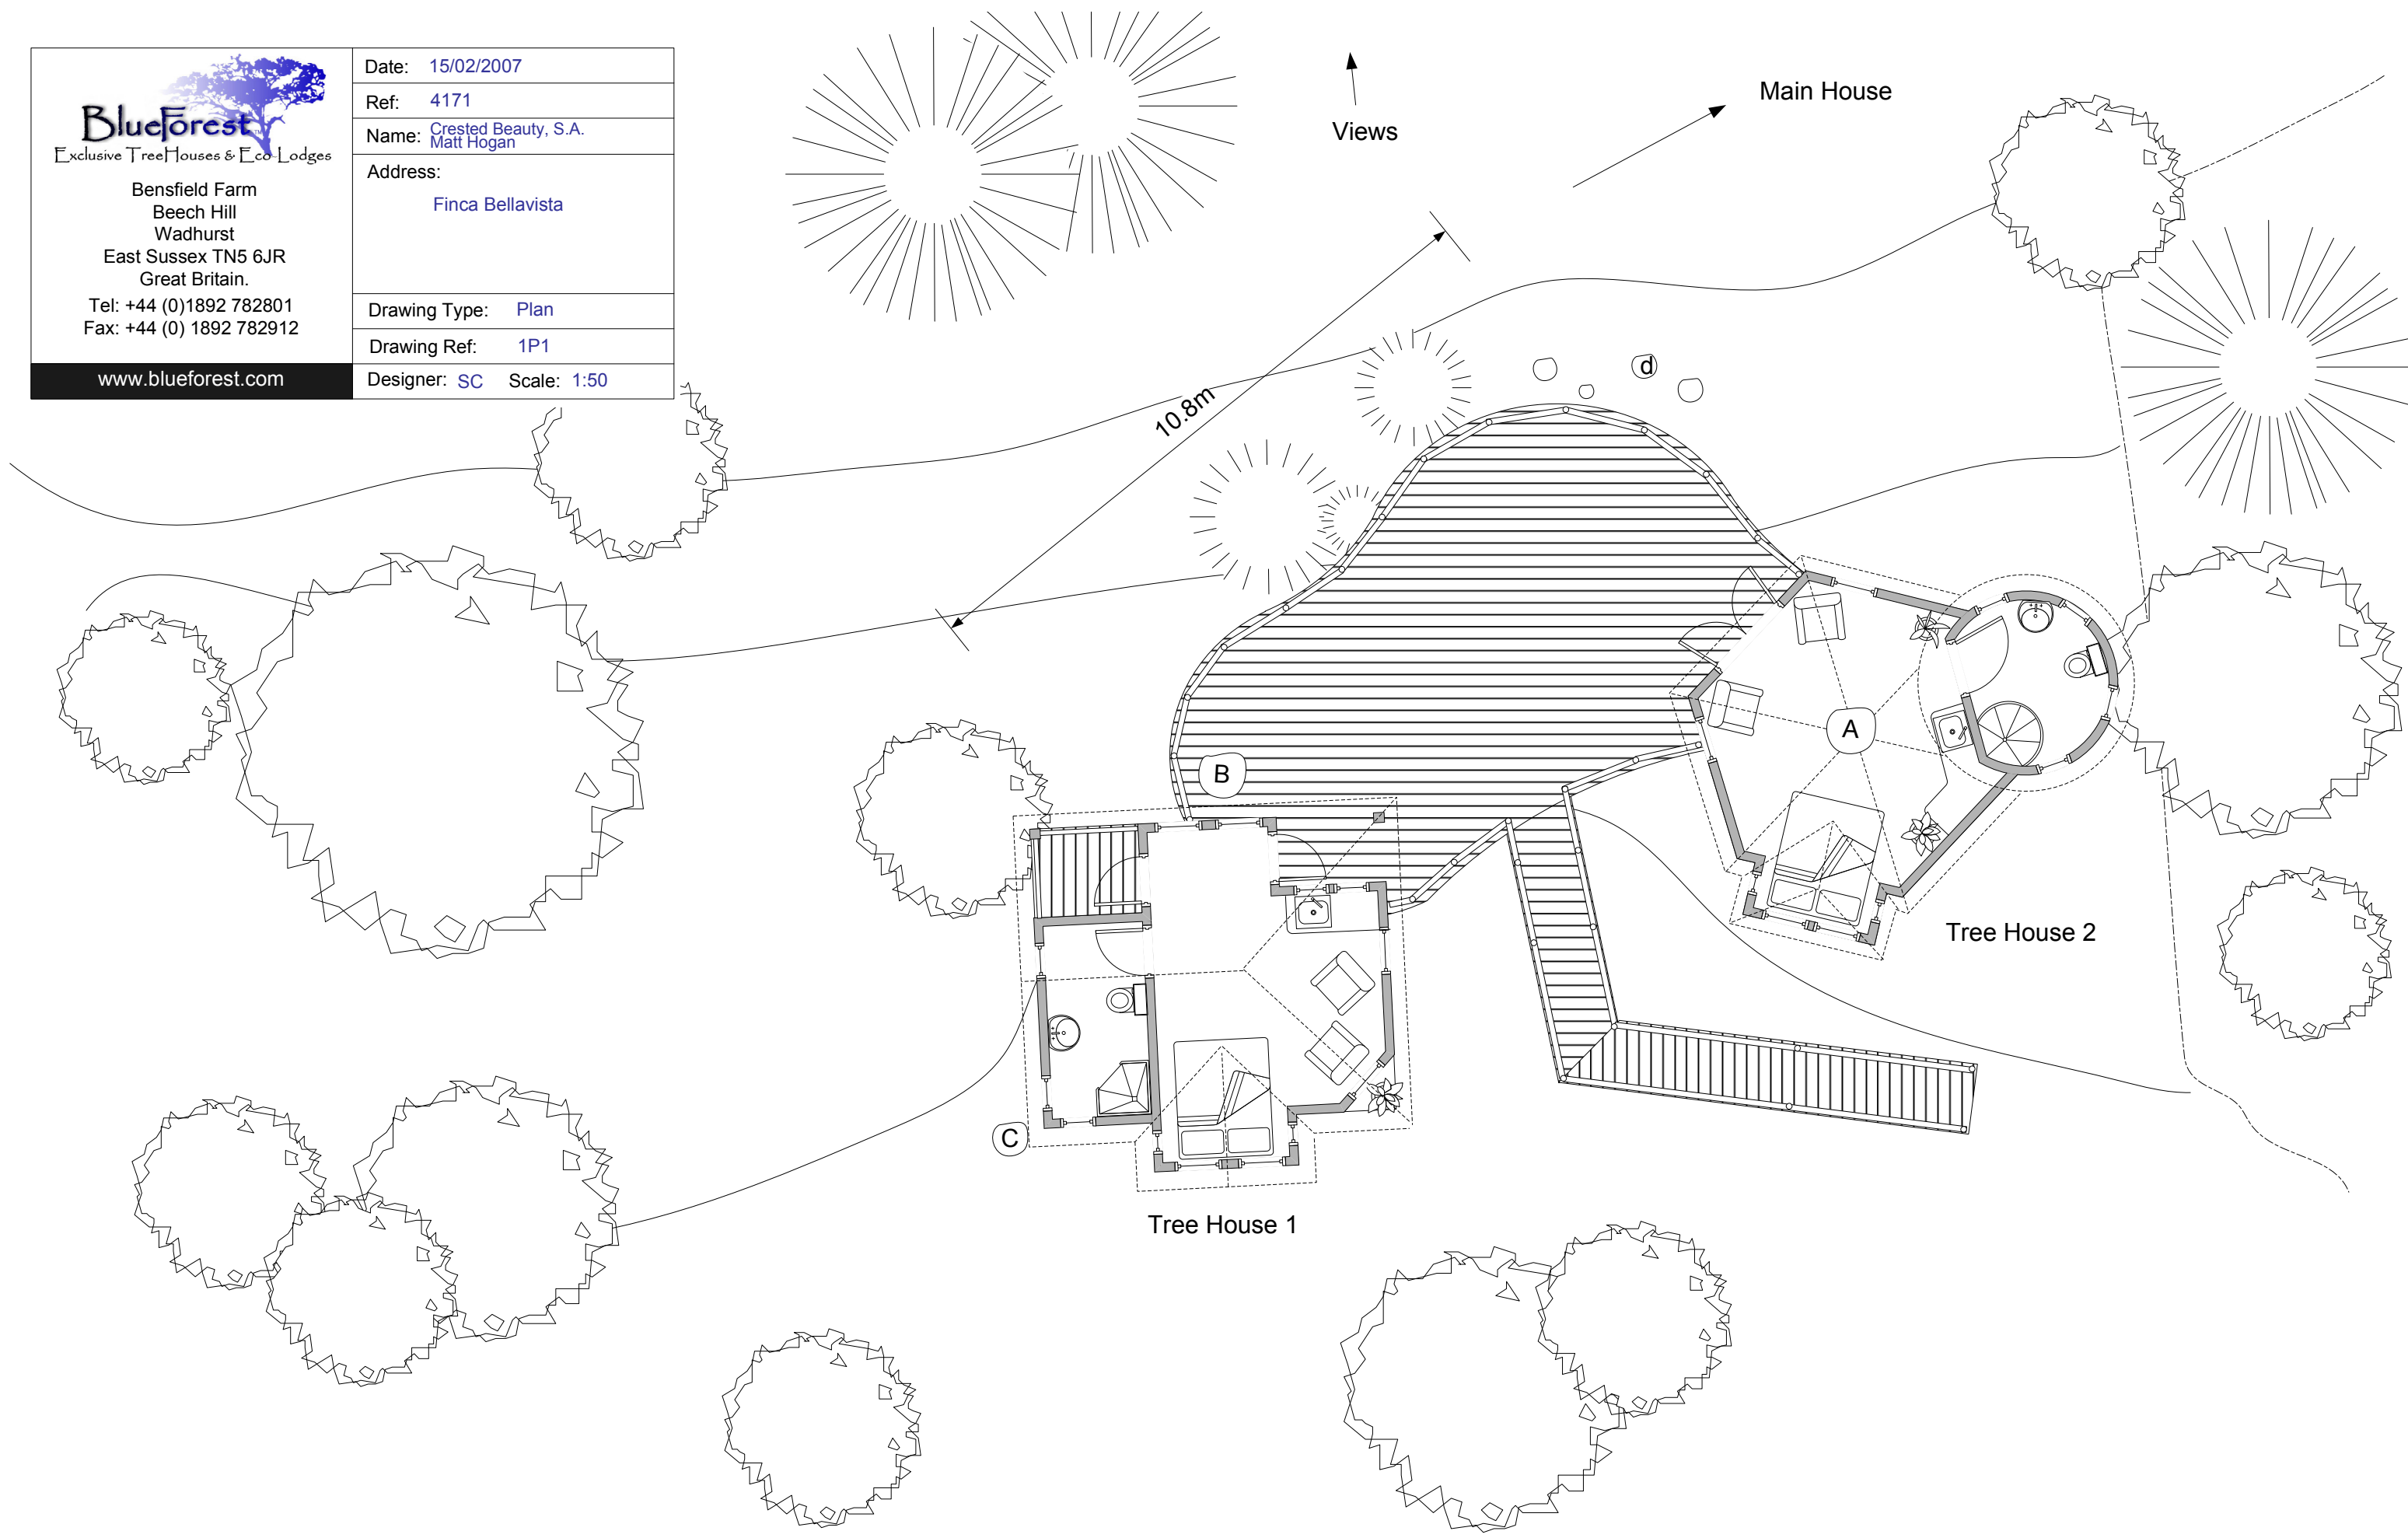 BlueForest™
Exclusive TreeHouses & Eco Lodges
Bensfield Farm
Beech Hill
Wadhurst
East Sussex TN5 6JR
Great Britain.
Tel: +44 (0)1892 782801
Fax: +44 (0) 1892 782912
www.blueforest.com
Date: 15/02/2007
Ref: 4171
Name: Crested Beauty, S.A.
Matt Hogan
Address:
Finca Bellavista
Drawing Type: Plan
Drawing Ref: 1P1
Designer: SC Scale: 1:50
Main House
Views
d
10.8m
A
B
Tree House 2
C
Tree House 1